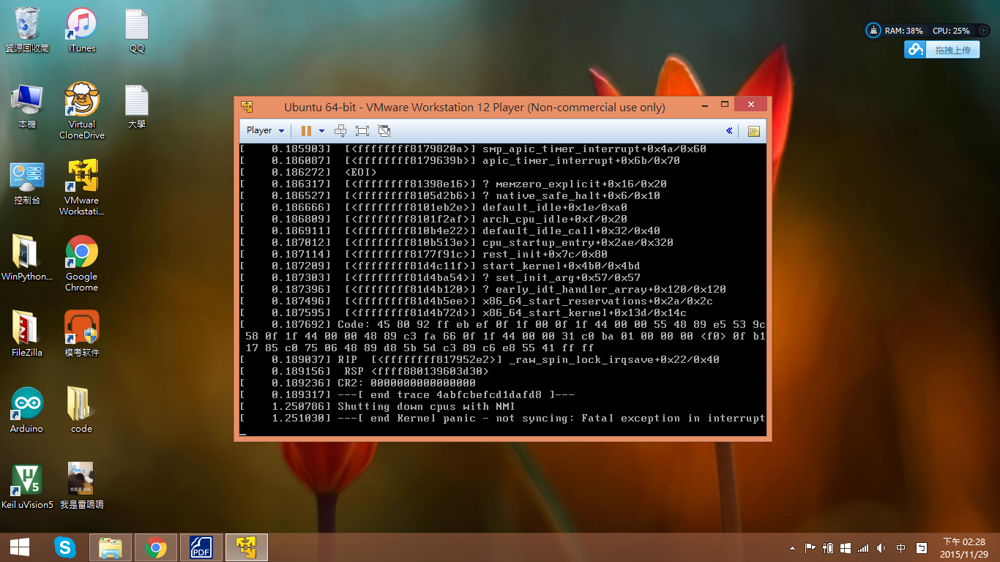 資源回收筒
iTunes
QQ
本機
Virtual
CloneDrive
大學
控制台
VMware
Workstati...
WinPython...
Google
Chrome
FileZilla
模考软件
Arduino
code
Keil uVision5
我是雷嗚嗚
RAM: 38% CPU: 25%
拖拽上传
Ubuntu 64-bit - VMware Workstation 12 Player (Non-commercial use only)
Player
[    0.185903]  [<ffffffff8179820a>] smp_apic_timer_interrupt+0x4a/0x60
[    0.186087]  [<ffffffff8179639b>] apic_timer_interrupt+0x6b/0x70
[    0.186272]  <EOI>
[    0.186317]  [<ffffffff81398e16>] ? memzero_explicit+0x16/0x20
[    0.186527]  [<ffffffff8105d2b6>] ? native_safe_halt+0x6/0x10
[    0.186666]  [<ffffffff8101eb2e>] default_idle+0x1e/0xa0
[    0.186809]  [<ffffffff8101f2af>] arch_cpu_idle+0xf/0x20
[    0.186911]  [<ffffffff810b4e22>] default_idle_call+0x32/0x40
[    0.187012]  [<ffffffff810b513e>] cpu_startup_entry+0x2ae/0x320
[    0.187114]  [<ffffffff8177f91c>] rest_init+0x7c/0x80
[    0.187209]  [<ffffffff81d4c11f>] start_kernel+0x4b0/0x4bd
[    0.187303]  [<ffffffff81d4ba54>] ? set_init_arg+0x57/0x57
[    0.187396]  [<ffffffff81d4b120>] ? early_idt_handler_array+0x120/0x120
[    0.187496]  [<ffffffff81d4b5ee>] x86_64_start_reservations+0x2a/0x2c
[    0.187595]  [<ffffffff81d4b72d>] x86_64_start_kernel+0x13d/0x14c
[    0.187692] Code: 45 80 92 ff eb ef 0f 1f 00 0f 1f 44 00 00 55 48 89 e5 53 9c
58 0f 1f 44 00 00 48 89 c3 fa 66 0f 1f 44 00 00 31 c0 ba 01 00 00 00 <f0> 0f b1
17 85 c0 75 06 48 89 d8 5b 5d c3 89 c6 e8 55 41 ff ff
[    0.189037] RIP  [<ffffffff817952e2>] _raw_spin_lock_irqsave+0x22/0x40
[    0.189156]  RSP <ffff880139603d30>
[    0.189236] CR2: 0000000000000000
[    0.189317] ---[ end trace 4abfcbefcd1dafd8 ]---
[    1.250786] Shutting down cpus with NMI
[    1.251030] ---[ end Kernel panic - not syncing: Fatal exception in interrupt
PDF
中
下午 02:28
2015/11/29